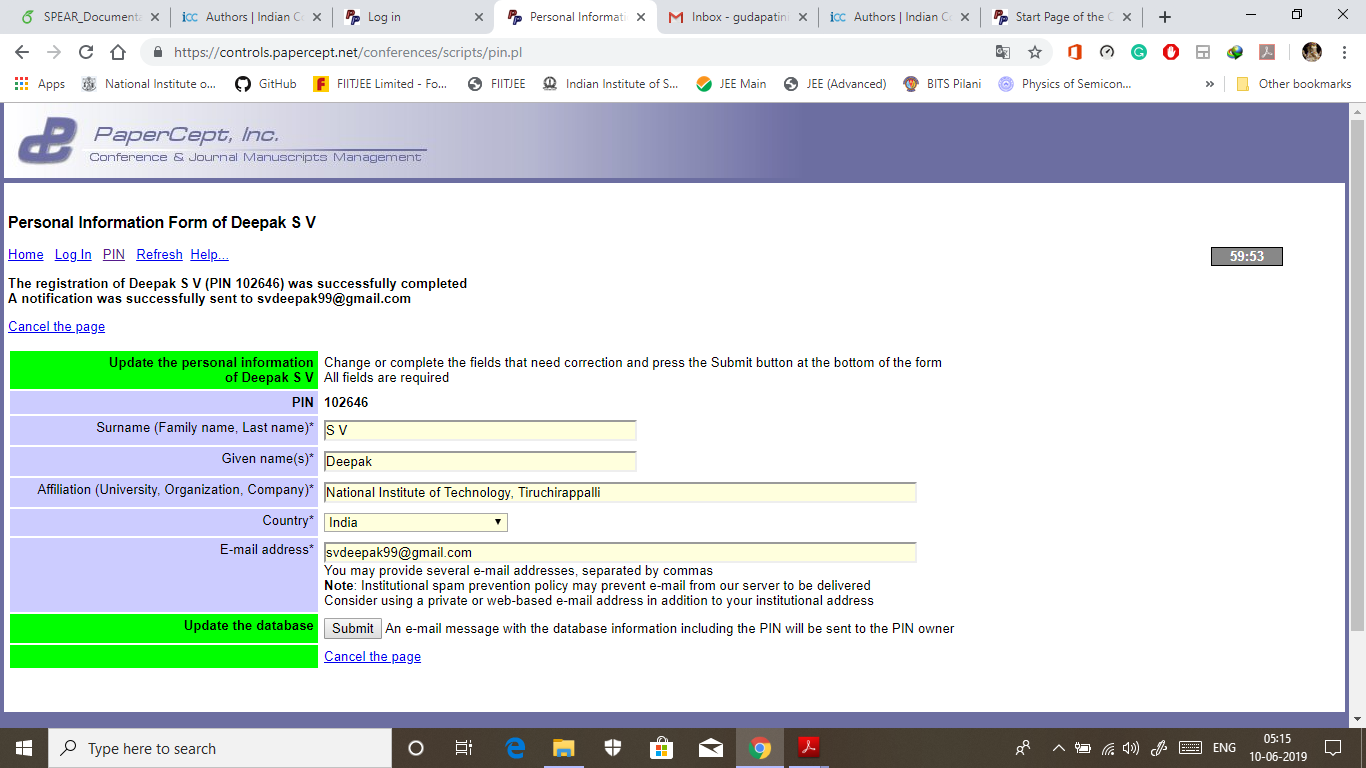 SPEAR_Documenta
Authors | Indian Co
Log in
Personal Informati
Inbox - gudapatini
Authors | Indian Co
Start Page of the C
https://controls.papercept.net/conferences/scripts/pin.pl
Apps
National Institute o...
GitHub
FIITJEE Limited - Fo...
FIITJEE
Indian Institute of S...
JEE Main
JEE (Advanced)
BITS Pilani
Physics of Semicon...
Other bookmarks
PaperCept, Inc.
Conference & Journal Manuscripts Management
Personal Information Form of Deepak S V
Home Log In PIN Refresh Help...
59:53
The registration of Deepak S V (PIN 102646) was successfully completed
A notification was successfully sent to svdeepak99@gmail.com
Cancel the page
Update the personal information
of Deepak S V
Change or complete the fields that need correction and press the Submit button at the bottom of the form
All fields are required
PIN 102646
Surname (Family name, Last name)* S V
Given name(s)* Deepak
Affiliation (University, Organization, Company)* National Institute of Technology, Tiruchirappalli
Country* India
E-mail address* svdeepak99@gmail.com
You may provide several e-mail addresses, separated by commas
Note: Institutional spam prevention policy may prevent e-mail from our server to be delivered
Consider using a private or web-based e-mail address in addition to your institutional address
Update the database Submit An e-mail message with the database information including the PIN will be sent to the PIN owner
Cancel the page
Type here to search
ENG
05:15
10-06-2019